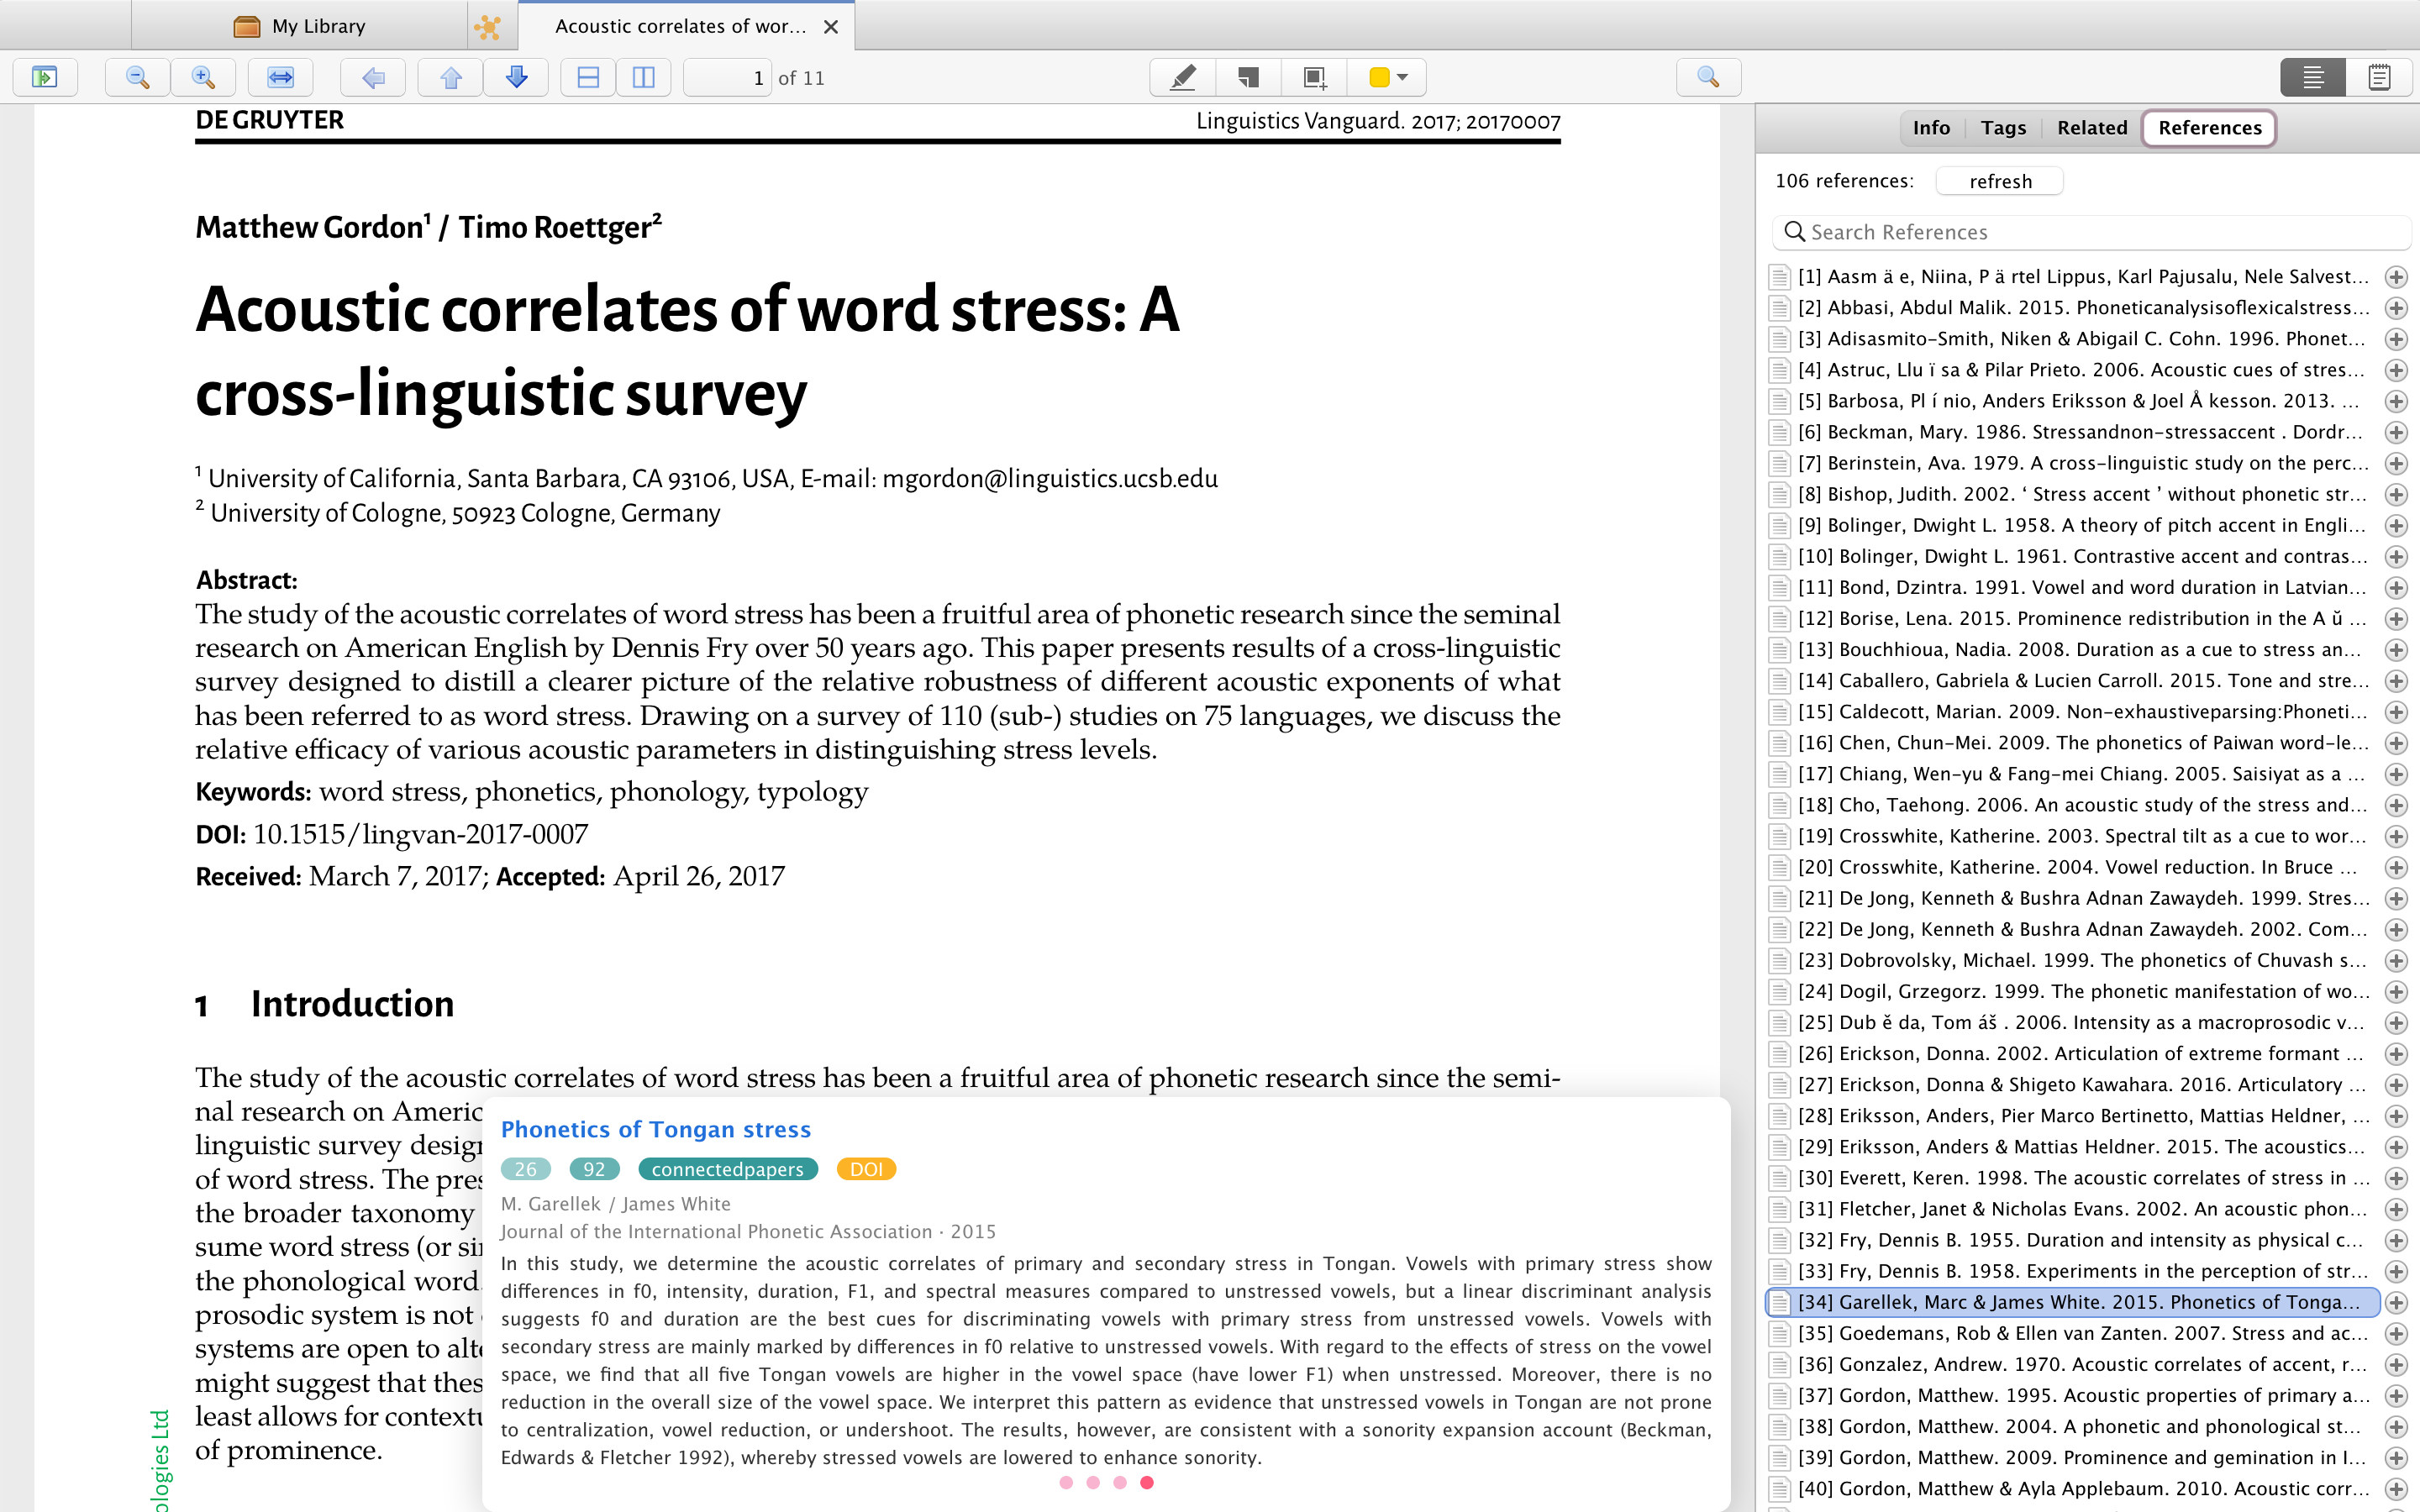 My Library
Acoustic correlates of wor...
1 of 11
DE GRUYTER
Linguistics Vanguard. 2017; 20170007
Matthew Gordon¹ / Timo Roettger²
Acoustic correlates of word stress: A
cross-linguistic survey
¹ University of California, Santa Barbara, CA 93106, USA, E-mail: mgordon@linguistics.ucsb.edu
² University of Cologne, 50923 Cologne, Germany
Abstract:
The study of the acoustic correlates of word stress has been a fruitful area of phonetic research since the seminal
research on American English by Dennis Fry over 50 years ago. This paper presents results of a cross-linguistic
survey designed to distill a clearer picture of the relative robustness of different acoustic exponents of what
has been referred to as word stress. Drawing on a survey of 110 (sub-) studies on 75 languages, we discuss the
relative efficacy of various acoustic parameters in distinguishing stress levels.
Keywords: word stress, phonetics, phonology, typology
DOI: 10.1515/lingvan-2017-0007
Received: March 7, 2017; Accepted: April 26, 2017
1 Introduction
The study of the acoustic correlates of word stress has been a fruitful area of phonetic research since the semi-
nal research on Americ
linguistic survey design
of word stress. The pres
the broader taxonomy
sume word stress (or sin
the phonological word.
prosodic system is not
systems are open to alte
might suggest that thes
least allows for contextu
of prominence.
ologies Ltd
Phonetics of Tongan stress
26 92 connectedpapers DOI
M. Garellek / James White
Journal of the International Phonetic Association · 2015
In this study, we determine the acoustic correlates of primary and secondary stress in Tongan. Vowels with primary stress show
differences in f0, intensity, duration, F1, and spectral measures compared to unstressed vowels, but a linear discriminant analysis
suggests f0 and duration are the best cues for discriminating vowels with primary stress from unstressed vowels. Vowels with
secondary stress are mainly marked by differences in f0 relative to unstressed vowels. With regard to the effects of stress on the vowel
space, we find that all five Tongan vowels are higher in the vowel space (have lower F1) when unstressed. Moreover, there is no
reduction in the overall size of the vowel space. We interpret this pattern as evidence that unstressed vowels in Tongan are not prone
to centralization, vowel reduction, or undershoot. The results, however, are consistent with a sonority expansion account (Beckman,
Edwards & Fletcher 1992), whereby stressed vowels are lowered to enhance sonority.
Info Tags Related References
106 references: refresh
Search References
[1] Aasm ä e, Niina, P ä rtel Lippus, Karl Pajusalu, Nele Salvest...
[2] Abbasi, Abdul Malik. 2015. Phoneticanalysisoflexicalstress...
[3] Adisasmito-Smith, Niken & Abigail C. Cohn. 1996. Phonet...
[4] Astruc, Llu ï sa & Pilar Prieto. 2006. Acoustic cues of stres...
[5] Barbosa, Pl í nio, Anders Eriksson & Joel Å kesson. 2013. ...
[6] Beckman, Mary. 1986. Stressandnon-stressaccent . Dordr...
[7] Berinstein, Ava. 1979. A cross-linguistic study on the perc...
[8] Bishop, Judith. 2002. ‘ Stress accent ’ without phonetic str...
[9] Bolinger, Dwight L. 1958. A theory of pitch accent in Engli...
[10] Bolinger, Dwight L. 1961. Contrastive accent and contras...
[11] Bond, Dzintra. 1991. Vowel and word duration in Latvian...
[12] Borise, Lena. 2015. Prominence redistribution in the A ŭ ...
[13] Bouchhioua, Nadia. 2008. Duration as a cue to stress an...
[14] Caballero, Gabriela & Lucien Carroll. 2015. Tone and stre...
[15] Caldecott, Marian. 2009. Non-exhaustiveparsing:Phoneti...
[16] Chen, Chun-Mei. 2009. The phonetics of Paiwan word-le...
[17] Chiang, Wen-yu & Fang-mei Chiang. 2005. Saisiyat as a ...
[18] Cho, Taehong. 2006. An acoustic study of the stress and...
[19] Crosswhite, Katherine. 2003. Spectral tilt as a cue to wor...
[20] Crosswhite, Katherine. 2004. Vowel reduction. In Bruce ...
[21] De Jong, Kenneth & Bushra Adnan Zawaydeh. 1999. Stres...
[22] De Jong, Kenneth & Bushra Adnan Zawaydeh. 2002. Com...
[23] Dobrovolsky, Michael. 1999. The phonetics of Chuvash s...
[24] Dogil, Grzegorz. 1999. The phonetic manifestation of wo...
[25] Dub ě da, Tom áš . 2006. Intensity as a macroprosodic v...
[26] Erickson, Donna. 2002. Articulation of extreme formant ...
[27] Erickson, Donna & Shigeto Kawahara. 2016. Articulatory ...
[28] Eriksson, Anders, Pier Marco Bertinetto, Mattias Heldner, ...
[29] Eriksson, Anders & Mattias Heldner. 2015. The acoustics...
[30] Everett, Keren. 1998. The acoustic correlates of stress in ...
[31] Fletcher, Janet & Nicholas Evans. 2002. An acoustic phon...
[32] Fry, Dennis B. 1955. Duration and intensity as physical c...
[33] Fry, Dennis B. 1958. Experiments in the perception of str...
[34] Garellek, Marc & James White. 2015. Phonetics of Tonga...
[35] Goedemans, Rob & Ellen van Zanten. 2007. Stress and ac...
[36] Gonzalez, Andrew. 1970. Acoustic correlates of accent, r...
[37] Gordon, Matthew. 1995. Acoustic properties of primary a...
[38] Gordon, Matthew. 2004. A phonetic and phonological st...
[39] Gordon, Matthew. 2009. Prominence and gemination in I...
[40] Gordon, Matthew & Ayla Applebaum. 2010. Acoustic corr...